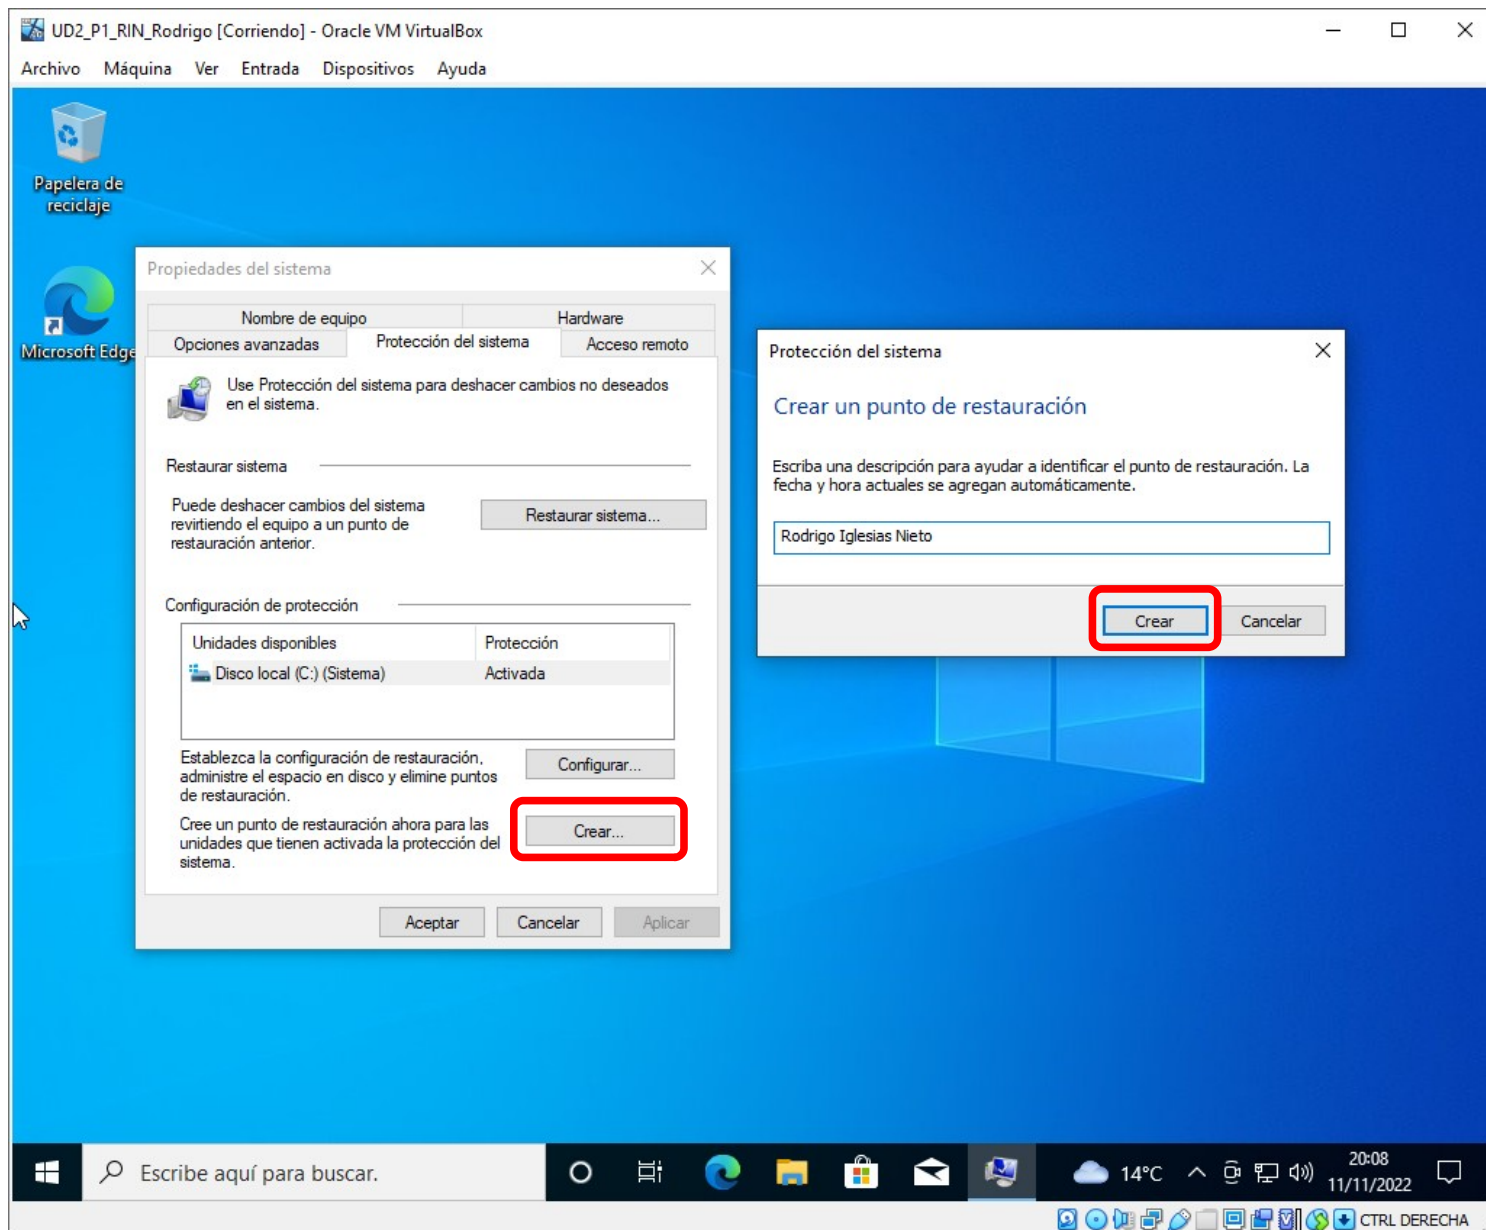 UD2_P1_RIN_Rodrigo [Corriendo] - Oracle VM VirtualBox
Archivo Máquina Ver Entrada Dispositivos Ayuda
Papelera de
reciclaje
Microsoft Edge
Propiedades del sistema
Nombre de equipo Hardware
Opciones avanzadas Protección del sistema Acceso remoto
Use Protección del sistema para deshacer cambios no deseados
en el sistema.
Restaurar sistema
Puede deshacer cambios del sistema
revirtiendo el equipo a un punto de
restauración anterior.
Restaurar sistema...
Configuración de protección
Unidades disponibles Protección
Disco local (C:) (Sistema) Activada
Establezca la configuración de restauración,
administre el espacio en disco y elimine puntos
de restauración.
Configurar...
Cree un punto de restauración ahora para las
unidades que tienen activada la protección del
sistema.
Crear...
Aceptar Cancelar Aplicar
Protección del sistema
Crear un punto de restauración
Escriba una descripción para ayudar a identificar el punto de restauración. La
fecha y hora actuales se agregan automáticamente.
Rodrigo Iglesias Nieto
Crear Cancelar
Escribe aquí para buscar.
14°C
20:08
11/11/2022
CTRL DERECHA